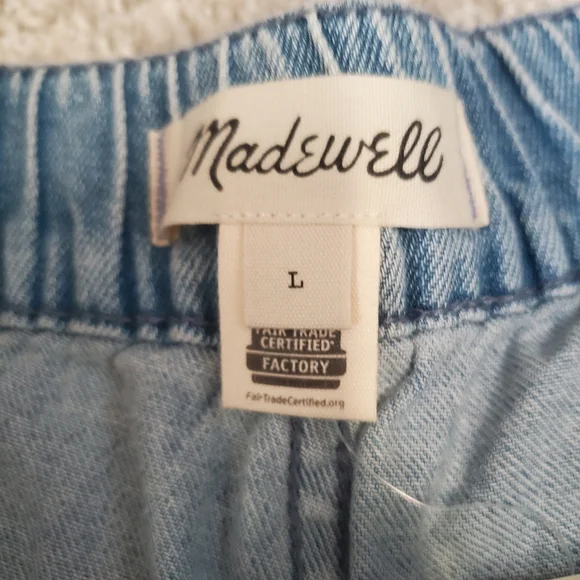 Madewell
L
FAIR TRADE
CERTIFIED
FACTORY
FairTradeCertified.org